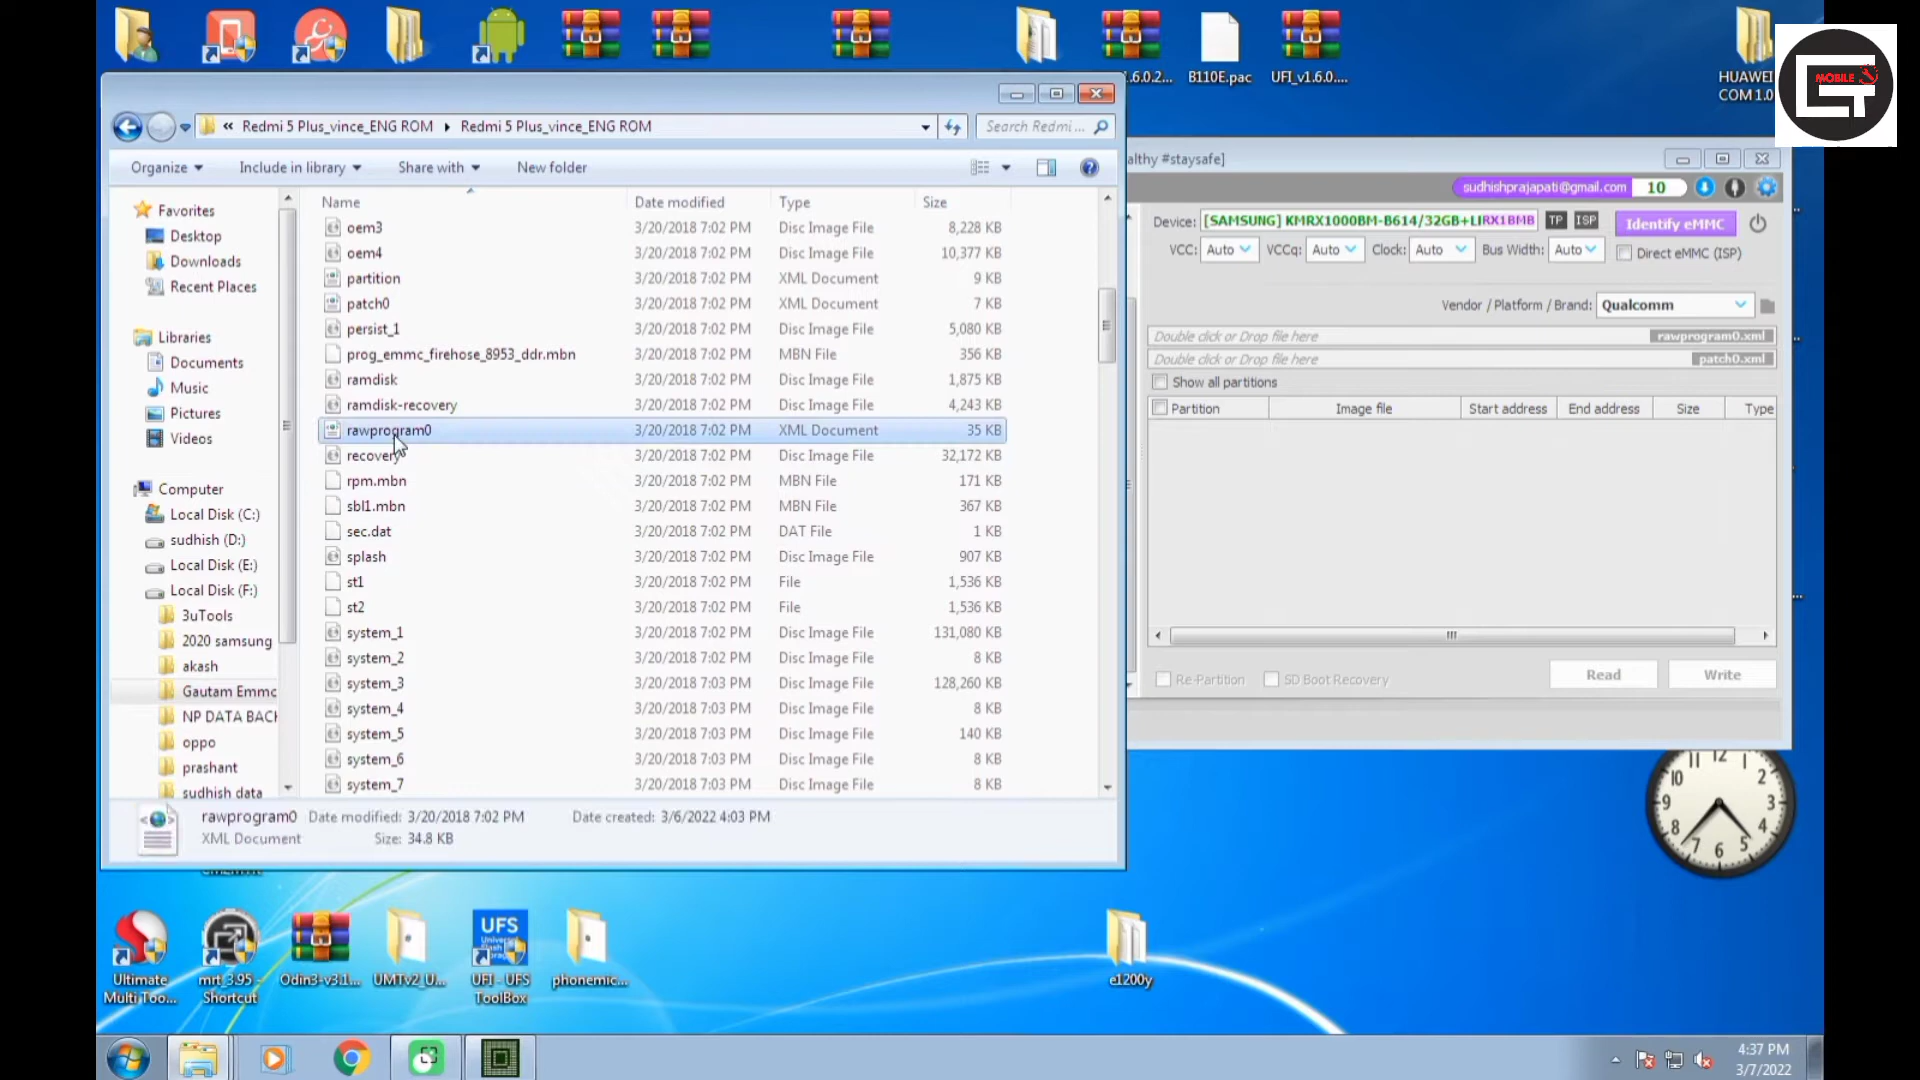 .6.0.2...
B110E.pac
UFI_v1.6.0....
HUAWEI
COM 1.0
MOBILE
GT
« Redmi 5 Plus_vince_ENG ROM ▸ Redmi 5 Plus_vince_ENG ROM
Search Redmi ...
Organize
Include in library
Share with
New folder
Name Date modified Type Size
Favorites
Desktop
Downloads
Recent Places
Libraries
Documents
Music
Pictures
Videos
Computer
Local Disk (C:)
sudhish (D:)
Local Disk (E:)
Local Disk (F:)
3uTools
2020 samsung
akash
Gautam Emmc
NP DATA BACK
oppo
prashant
sudhish data
oem3 3/20/2018 7:02 PM Disc Image File 8,228 KB
oem4 3/20/2018 7:02 PM Disc Image File 10,377 KB
partition 3/20/2018 7:02 PM XML Document 9 KB
patch0 3/20/2018 7:02 PM XML Document 7 KB
persist_1 3/20/2018 7:02 PM Disc Image File 5,080 KB
prog_emmc_firehose_8953_ddr.mbn 3/20/2018 7:02 PM MBN File 356 KB
ramdisk 3/20/2018 7:02 PM Disc Image File 1,875 KB
ramdisk-recovery 3/20/2018 7:02 PM Disc Image File 4,243 KB
rawprogram0 3/20/2018 7:02 PM XML Document 35 KB
recovery 3/20/2018 7:02 PM Disc Image File 32,172 KB
rpm.mbn 3/20/2018 7:02 PM MBN File 171 KB
sbl1.mbn 3/20/2018 7:02 PM MBN File 367 KB
sec.dat 3/20/2018 7:02 PM DAT File 1 KB
splash 3/20/2018 7:02 PM Disc Image File 907 KB
st1 3/20/2018 7:02 PM File 1,536 KB
st2 3/20/2018 7:02 PM File 1,536 KB
system_1 3/20/2018 7:02 PM Disc Image File 131,080 KB
system_2 3/20/2018 7:02 PM Disc Image File 8 KB
system_3 3/20/2018 7:03 PM Disc Image File 128,260 KB
system_4 3/20/2018 7:03 PM Disc Image File 8 KB
system_5 3/20/2018 7:03 PM Disc Image File 140 KB
system_6 3/20/2018 7:03 PM Disc Image File 8 KB
system_7 3/20/2018 7:03 PM Disc Image File 8 KB
rawprogram0 Date modified: 3/20/2018 7:02 PM Date created: 3/6/2022 4:03 PM
XML Document Size: 34.8 KB
althy #staysafe]
sudhishprajapati@gmail.com 10
Device: [SAMSUNG] KMRX1000BM-B614/32GB+LI RX1BMB TP ISP Identify eMMC
VCC: Auto VCCq: Auto Clock: Auto Bus Width: Auto Direct eMMC (ISP)
Vendor / Platform / Brand: Qualcomm
Double click or Drop file here rawprogram0.xml
Double click or Drop file here patch0.xml
Show all partitions
Partition Image file Start address End address Size Type
Re-Partition SD Boot Recovery Read Write
12 1 2 3 4 5 6 7 8 9 10 11
Ultimate
Multi Too...
mrt_3.95 -
Shortcut
Odin3-v3.1...
UMTv2_U...
UFS
UFI - UFS
ToolBox
phonemic...
e1200y
4:37 PM
3/7/2022